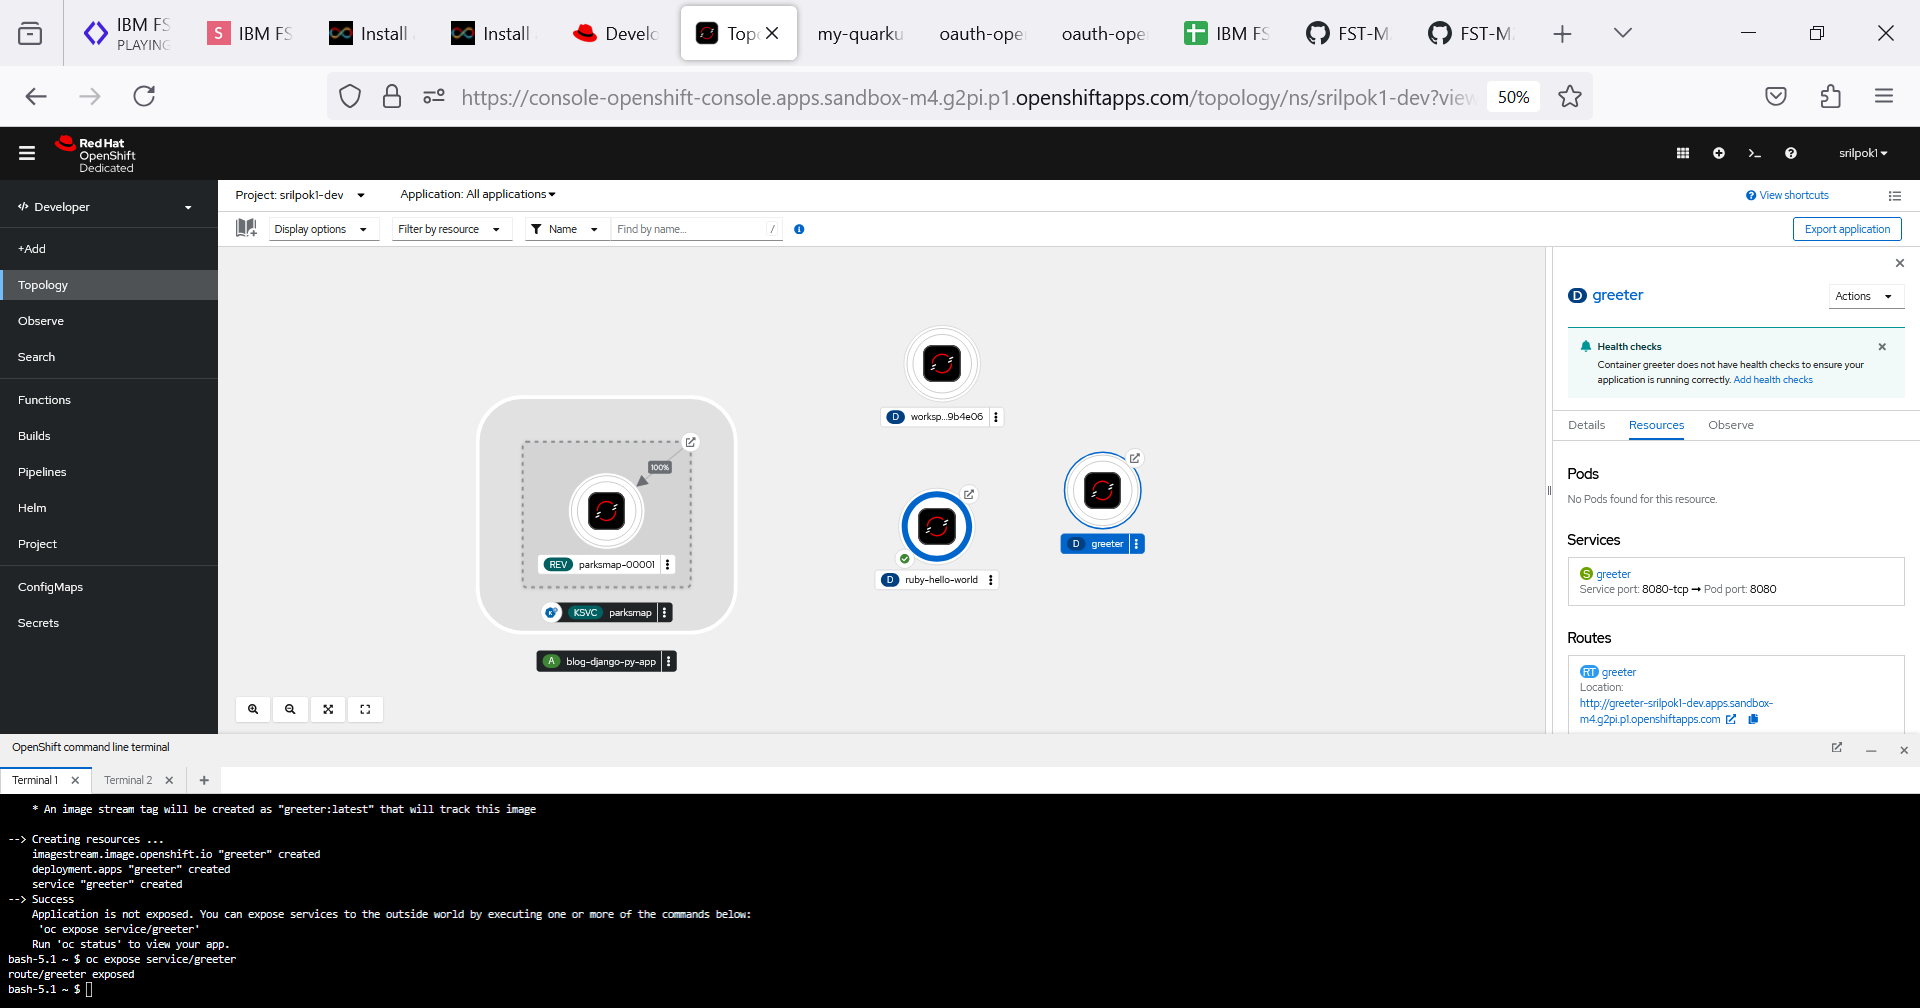 IBM FS
PLAYING
S
IBM FS
Install
Install
Develo
Topo
my-quarku
oauth-ope
oauth-ope
IBM FS
FST-M
FST-M
https://console-openshift-console.apps.sandbox-m4.g2pi.p1.openshiftapps.com/topology/ns/srilpok1-dev?view
50%
Red Hat
OpenShift
Dedicated
srilpok1
Developer
+Add
Topology
Observe
Search
Functions
Builds
Pipelines
Helm
Project
ConfigMaps
Secrets
Project: srilpok1-dev
Application: All applications
View shortcuts
Display options
Filter by resource
Name
Find by name...
/
Export application
D worksp...9b4e06
100%
REV parksmap-00001
KSVC parksmap
A blog-django-py-app
D ruby-hello-world
D greeter
D greeter
Actions
Health checks
Container greeter does not have health checks to ensure your
application is running correctly. Add health checks
Details
Resources
Observe
Pods
No Pods found for this resource.
Services
S greeter
Service port: 8080-tcp → Pod port: 8080
Routes
RT greeter
Location:
http://greeter-srilpok1-dev.apps.sandbox-
m4.g2pi.p1.openshiftapps.com
OpenShift command line terminal
Terminal 1
Terminal 2
* An image stream tag will be created as "greeter:latest" that will track this image
--> Creating resources ...
imagestream.image.openshift.io "greeter" created
deployment.apps "greeter" created
service "greeter" created
--> Success
Application is not exposed. You can expose services to the outside world by executing one or more of the commands below:
'oc expose service/greeter'
Run 'oc status' to view your app.
bash-5.1 ~ $ oc expose service/greeter
route/greeter exposed
bash-5.1 ~ $